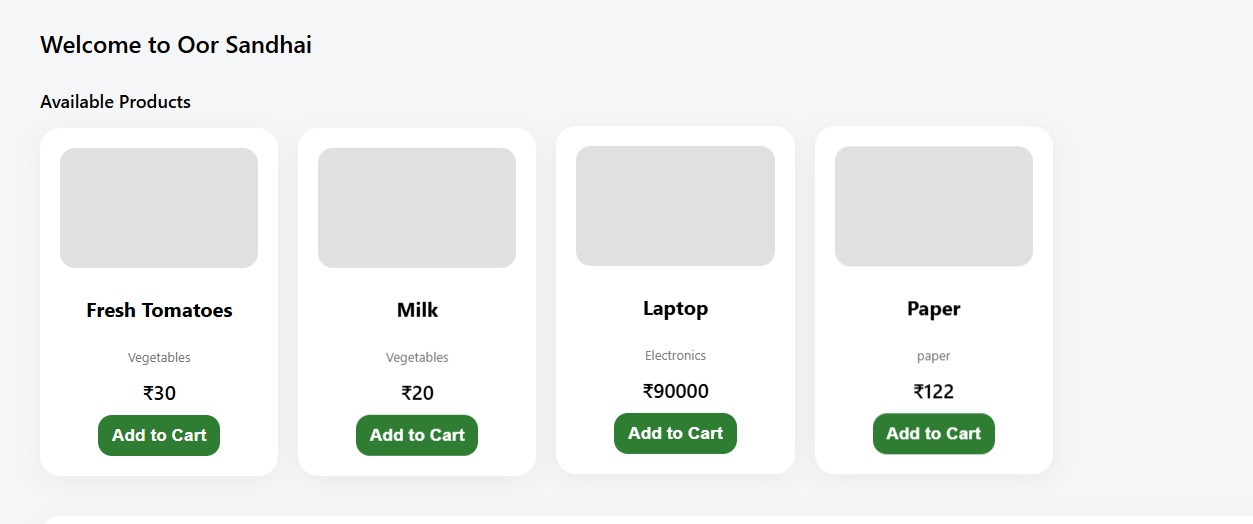 Welcome to Oor Sandhai
Available Products
Fresh Tomatoes
Vegetables
₹30
Add to Cart
Milk
Vegetables
₹20
Add to Cart
Laptop
Electronics
₹90000
Add to Cart
Paper
paper
₹122
Add to Cart